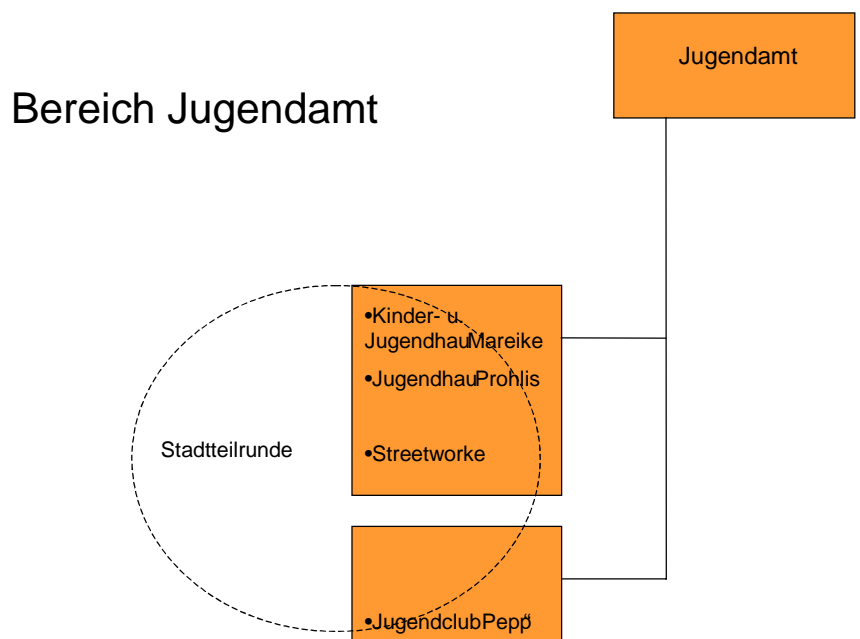 Jugendamt
Bereich Jugendamt
•Kinder- u.
JugendhauMareike
•JugendhauProhlis
Stadtteilrunde
•Streetworke
•JugendclubPepp“